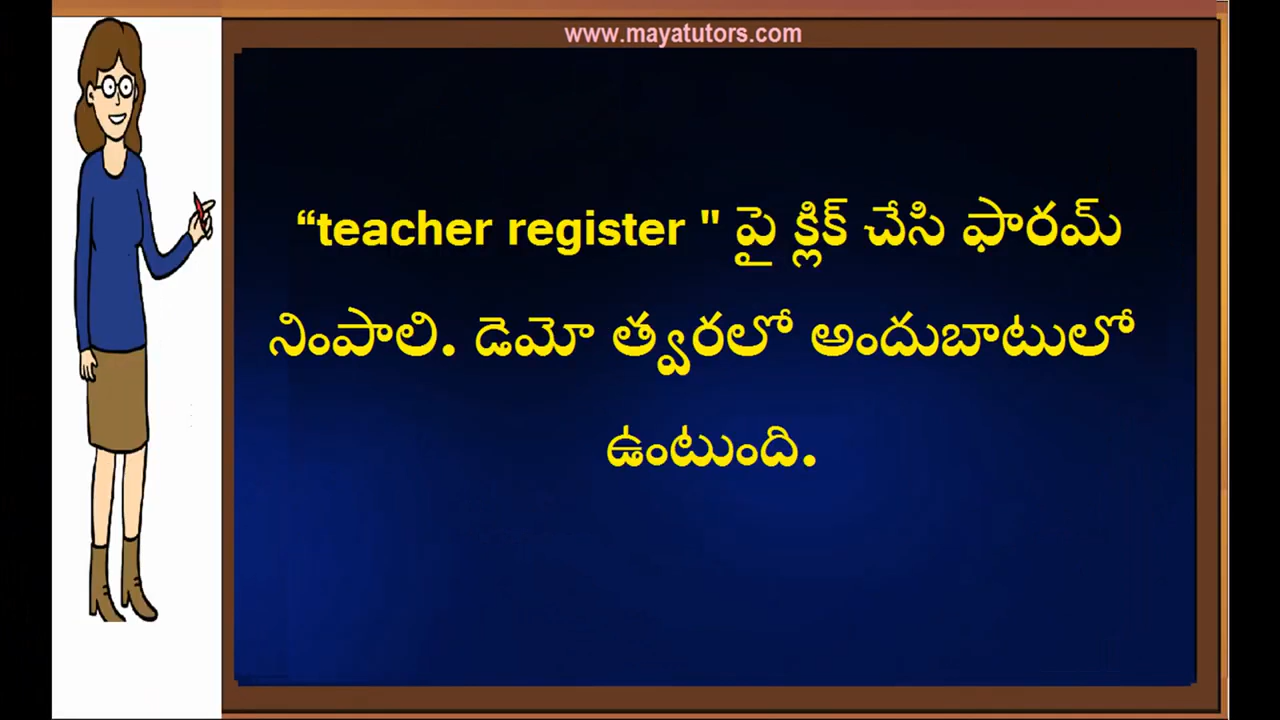 www.mayatutors.com
“teacher register " పై క్లిక్ చేసి ఫారమ్
నింపాలి. డెమో త్వరలో అందుబాటులో
ఉంటుంది.